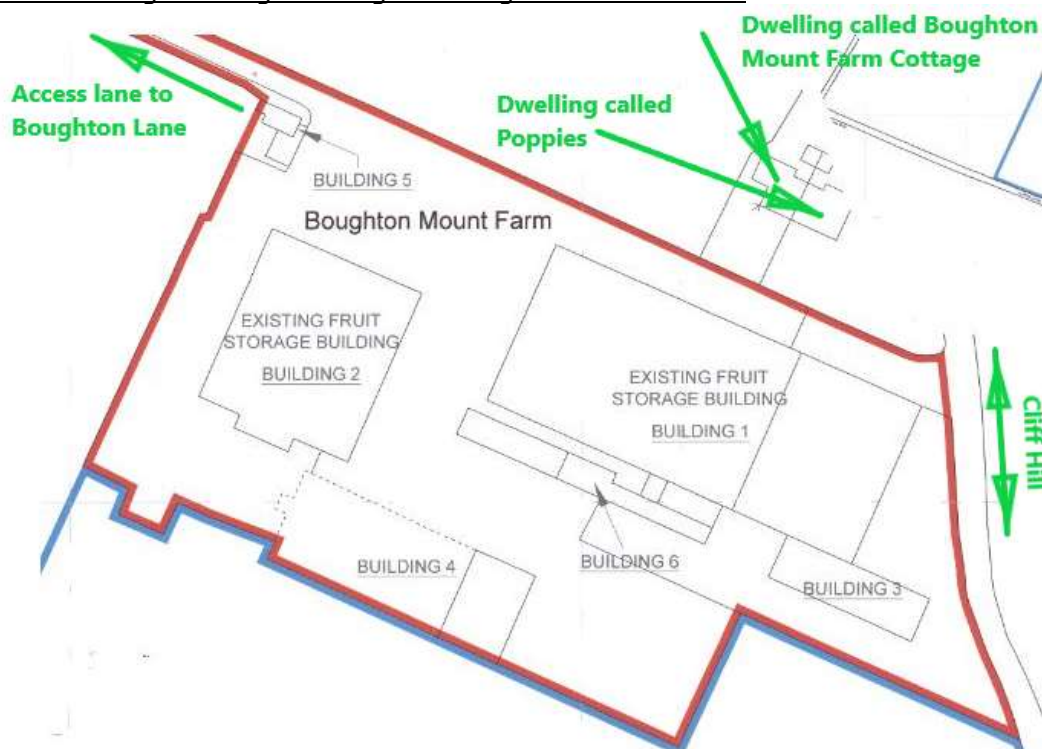 Dwelling called Boughton
Mount Farm Cottage
Access lane to
Boughton Lane
Dwelling called
Poppies
BUILDING 5
Boughton Mount Farm
EXISTING FRUIT
STORAGE BUILDING
BUILDING 2
EXISTING FRUIT
STORAGE BUILDING
BUILDING 1
Cliff Hill
BUILDING 4
BUILDING 6
BUILDING 3